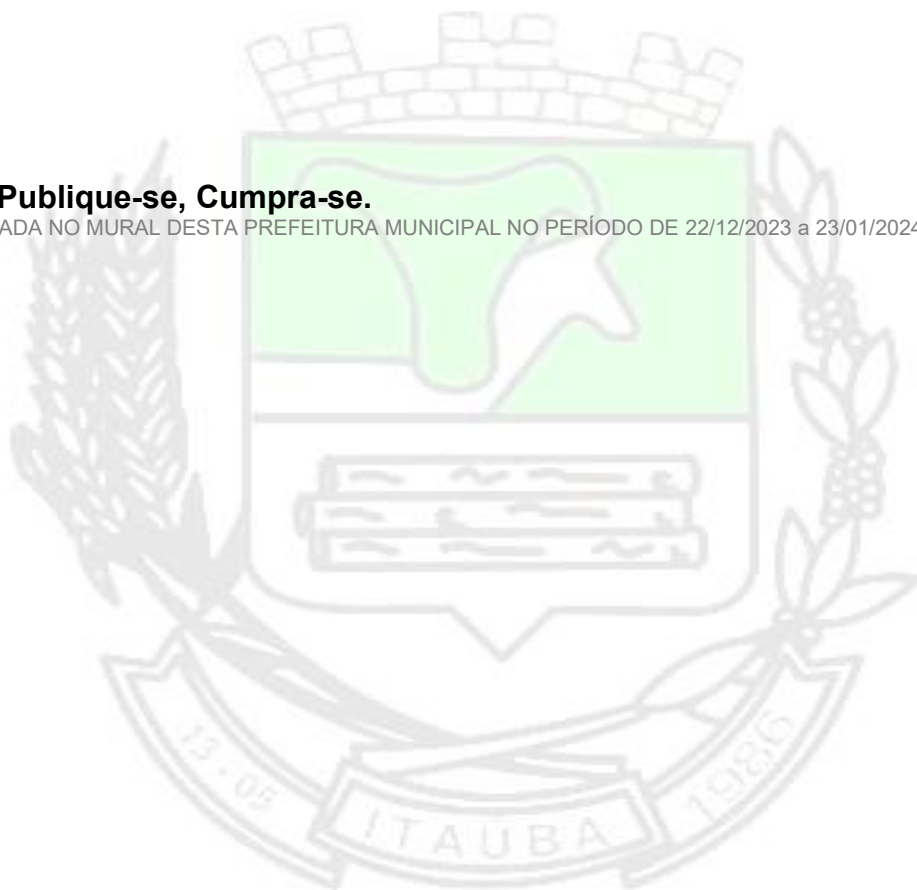 Publique-se, Cumpra-se.
ADA NO MURAL DESTA PREFEITURA MUNICIPAL NO PERÍODO DE 22/12/2023 a 23/01/2024
13 - 05
ITAUBA
1986